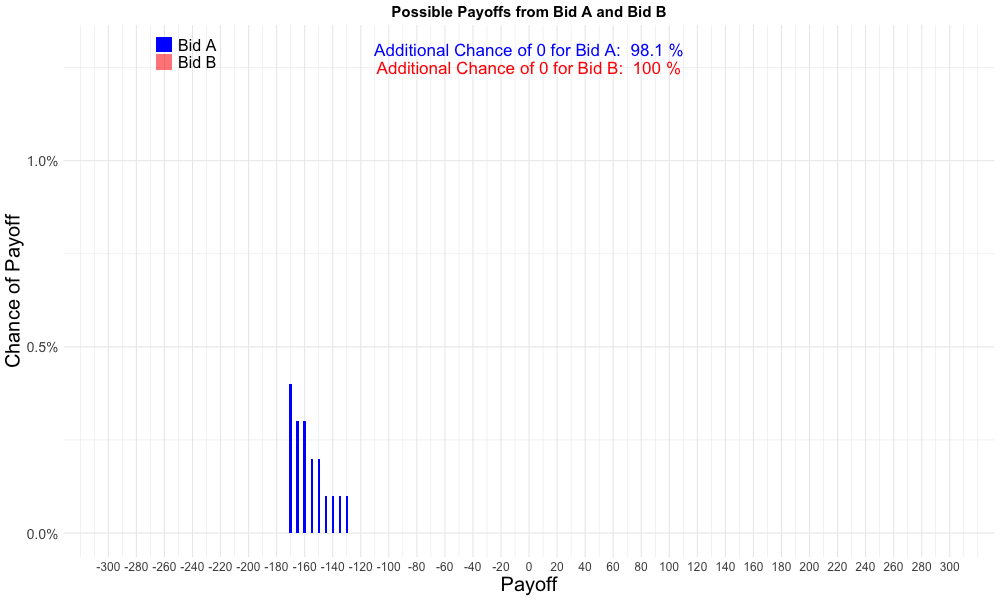 Possible Payoffs from Bid A and Bid B
Bid A
Bid B
Additional Chance of 0 for Bid A:  98.1 %
Additional Chance of 0 for Bid B:  100 %
Chance of Payoff
1.0%
0.5%
0.0%
-300 -280 -260 -240 -220 -200 -180 -160 -140 -120 -100 -80 -60 -40 -20 0 20 40 60 80 100 120 140 160 180 200 220 240 260 280 300
Payoff